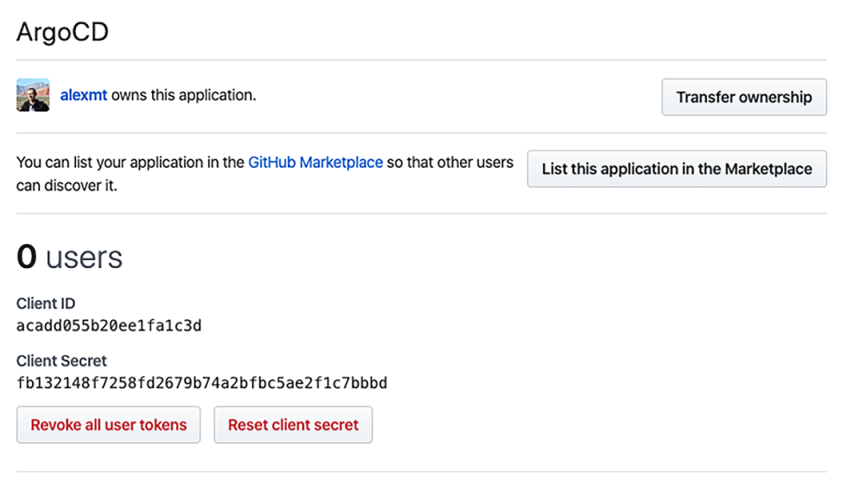 ArgoCD
alexmt owns this application.
Transfer ownership
You can list your application in the GitHub Marketplace so that other users
can discover it.
List this application in the Marketplace
0 users
Client ID
acadd055b20ee1fa1c3d
Client Secret
fb132148f7258fd2679b74a2bfbc5ae2f1c7bbbd
Revoke all user tokens
Reset client secret